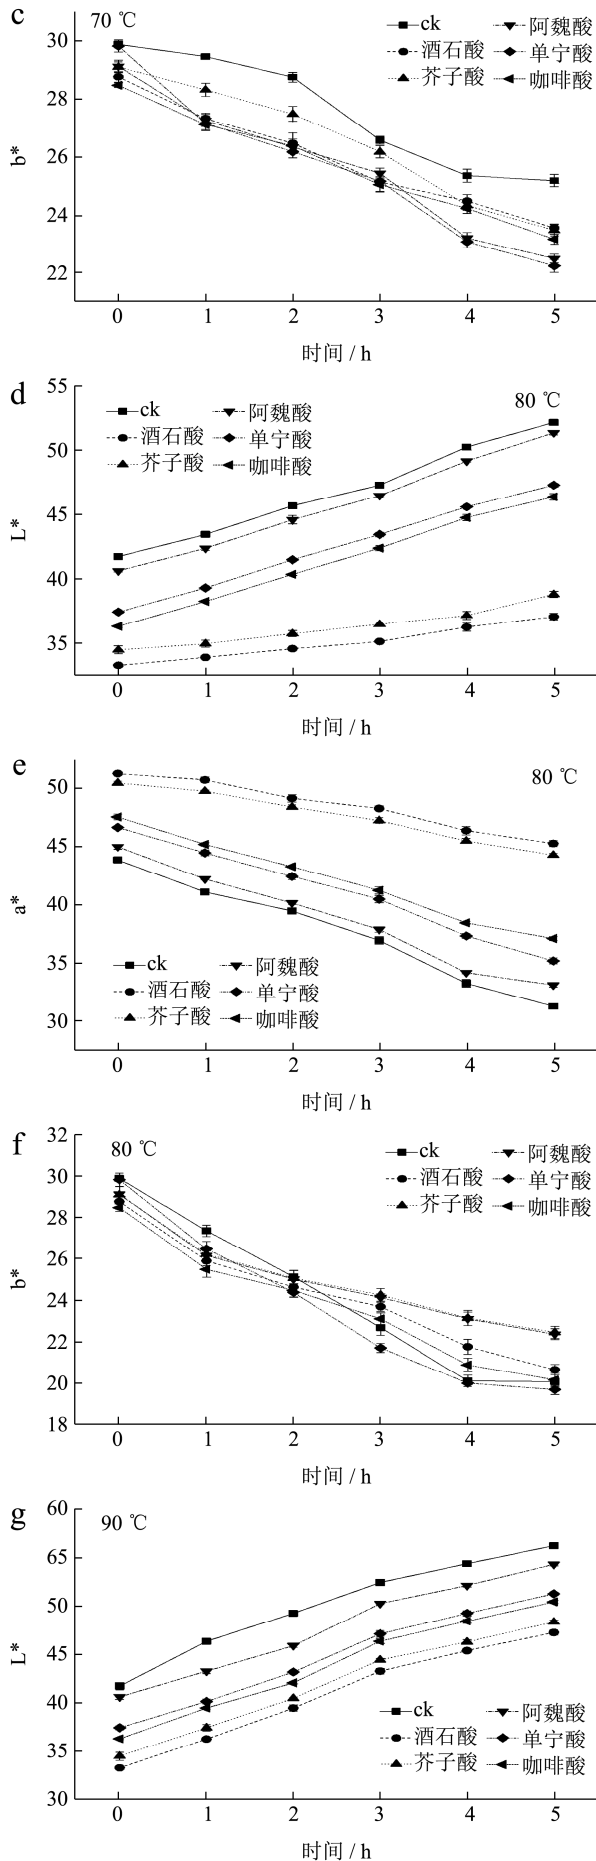 c
70 ℃
ck
阿魏酸
酒石酸
单宁酸
芥子酸
咖啡酸
30
28
26
24
22
b*
0 1 2 3 4 5
时间 / h
d
80 ℃
ck
阿魏酸
酒石酸
单宁酸
芥子酸
咖啡酸
55
50
45
40
35
L*
0 1 2 3 4 5
时间 / h
e
80 ℃
50
45
40
35
30
a*
ck
阿魏酸
酒石酸
单宁酸
芥子酸
咖啡酸
0 1 2 3 4 5
时间 / h
f
80 ℃
ck
阿魏酸
酒石酸
单宁酸
芥子酸
咖啡酸
32
30
28
26
24
22
20
18
b*
0 1 2 3 4 5
时间 / h
g
90 ℃
60
65
50
45
40
35
30
L*
ck
阿魏酸
酒石酸
单宁酸
芥子酸
咖啡酸
0 1 2 3 4 5
时间 / h